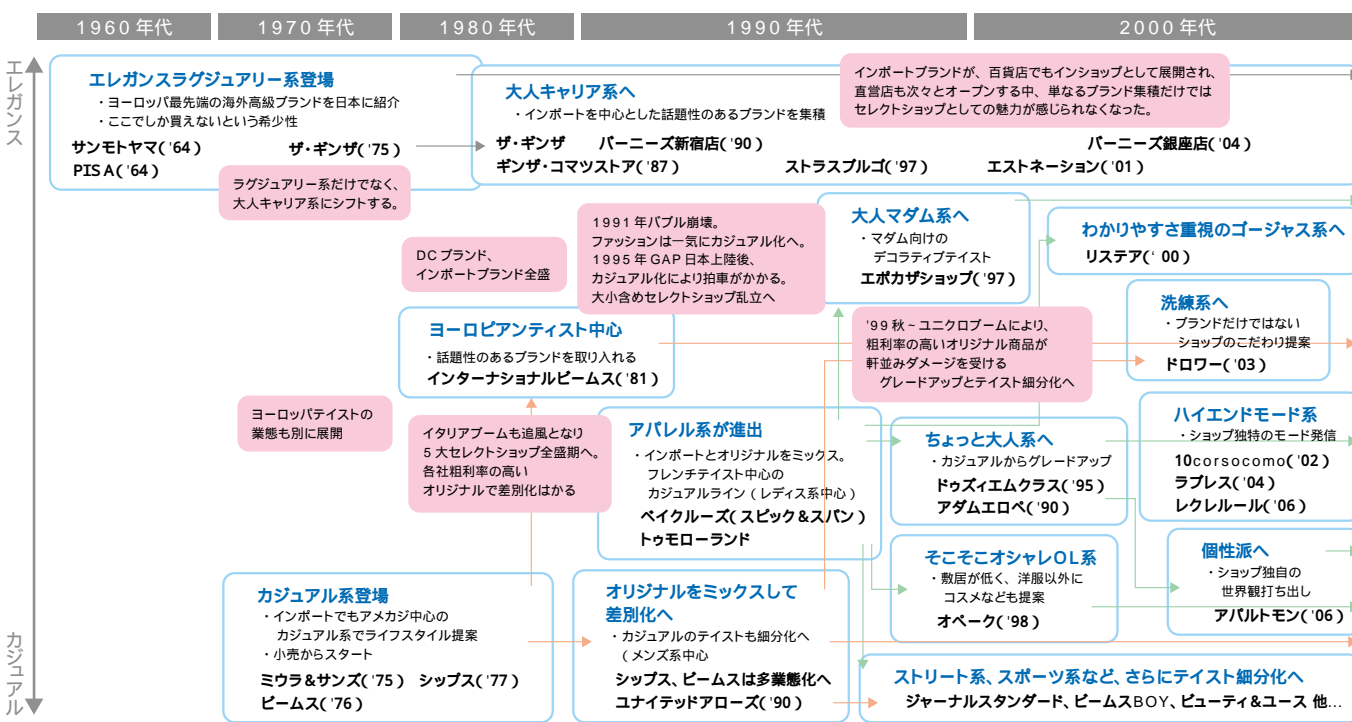 1960年代
1970年代
1980年代
1990年代
2000年代
エレガンス
カジュアル
エレガンスラグジュアリー系登場
・ヨーロッパ最先端の海外高級ブランドを日本に紹介
・ここでしか買えないという希少性
サンモトヤマ('64)
ザ・ギンザ('75)
PISA('64)
ラグジュアリー系だけでなく、
大人キャリア系にシフトする。
大人キャリア系へ
・インポートを中心とした話題性のあるブランドを集積
ザ・ギンザ
バーニーズ新宿店('90)
バーニーズ銀座店('04)
ギンザ・コマツストア('87)
ストラスブルゴ('97)
エストネーション('01)
インポートブランドが、百貨店でもインショップとして展開され、
直営店も次々とオープンする中、単なるブランド集積だけでは
セレクトショップとしての魅力が感じられなくなった。
DCブランド、
インポートブランド全盛
1991年バブル崩壊。
ファッションは一気にカジュアル化へ。
1995年GAP日本上陸後、
カジュアル化により拍車がかかる。
大小含めセレクトショップ乱立へ
大人マダム系へ
・マダム向けの
デコラティブテイスト
エポカザショップ('97)
わかりやすさ重視のゴージャス系へ
リステア(‘00)
ヨーロピアンティスト中心
・話題性のあるブランドを取り入れる
インターナショナルビームス('81)
'99秋~ユニクロブームにより、
粗利率の高いオリジナル商品が
軒並みダメージを受ける
グレードアップとテイスト細分化へ
洗練系へ
・ブランドだけではない
ショップのこだわり提案
ドロワー('03)
ヨーロッパテイストの
業態も別に展開
イタリアブームも追風となり
5大セレクトショップ全盛期へ。
各社粗利率の高い
オリジナルで差別化はかる
アパレル系が進出
・インポートとオリジナルをミックス。
フレンチテイスト中心の
カジュアルライン(レディス系中心)
ベイクルーズ(スピック&スパン)
トゥモローランド
ちょっと大人系へ
・カジュアルからグレードアップ
ドゥズィエムクラス('95)
アダムエロペ('90)
ハイエンドモード系
・ショップ独特のモード発信
10corsocomo('02)
ラブレス('04)
レクレルール('06)
そこそこオシャレOL系
・敷居が低く、洋服以外に
コスメなども提案
オペーク('98)
個性派へ
・ショップ独自の
世界観打ち出し
アパルトモン('06)
カジュアル系登場
・インポートでもアメカジ中心の
カジュアル系でライフスタイル提案
・小売からスタート
ミウラ&サンズ('75) シップス('77)
ビームス('76)
オリジナルをミックスして
差別化へ
・カジュアルのテイストも細分化へ
(メンズ系中心
シップス、ビームスは多業態化へ
ユナイテッドアローズ('90)
ストリート系、スポーツ系など、さらにテイスト細分化へ
ジャーナルスタンダード、ビームスBOY、ビューティ&ユース 他...